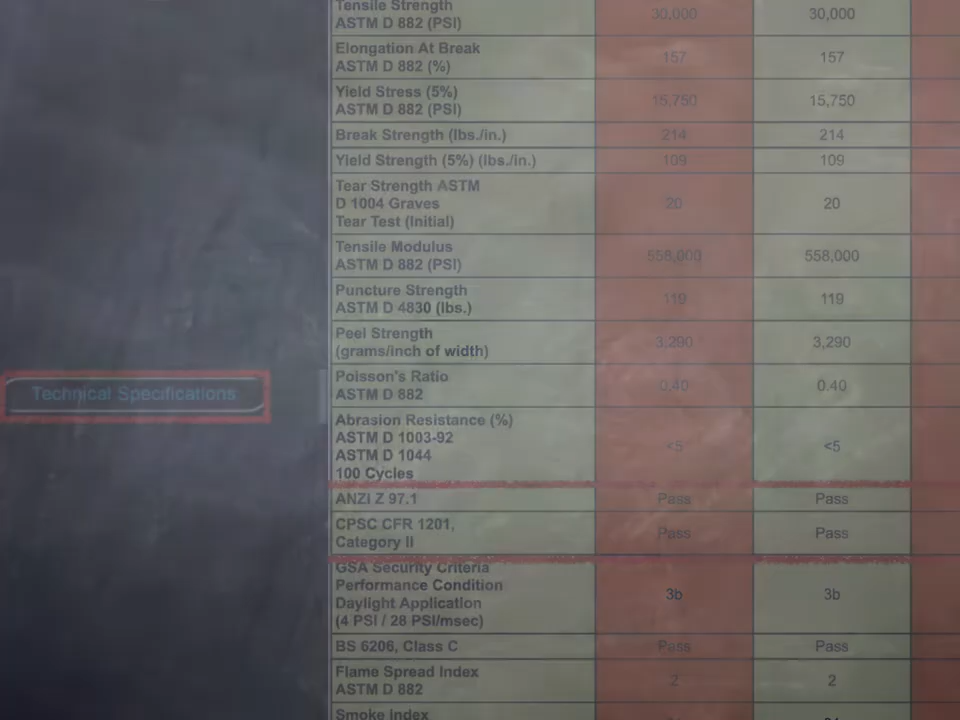 Tensile Strength
ASTM D 882 (PSI) 30,000 30,000
Elongation At Break
ASTM D 882 (%) 157 157
Yield Stress (5%)
ASTM D 882 (PSI) 15,750 15,750
Break Strength (lbs./in.) 214 214
Yield Strength (5%) (lbs./in.) 109 109
Tear Strength ASTM
D 1004 Graves 20 20
Tear Test (Initial)
Tensile Modulus
ASTM D 882 (PSI) 558,000 558,000
Puncture Strength
ASTM D 4830 (lbs.) 119 119
Peel Strength
(grams/inch of width) 3,290 3,290
Technical Specifications
Poisson's Ratio
ASTM D 882 0.40 0.40
Abrasion Resistance (%)
ASTM D 1003-92
ASTM D 1044 <5 <5
100 Cycles
ANZI Z 97.1 Pass Pass
CPSC CFR 1201,
Category II Pass Pass
GSA Security Criteria
Performance Condition 3b 3b
Daylight Application
(4 PSI / 28 PSI/msec)
BS 6206, Class C Pass Pass
Flame Spread Index
ASTM D 882 2 2
Smoke Index